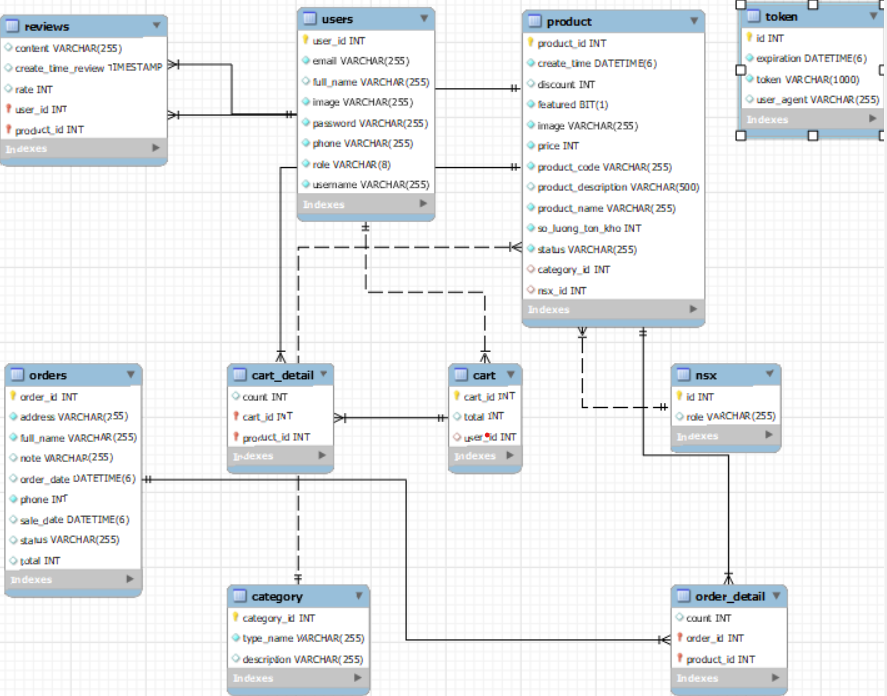 reviews
content VARCHAR(255)
create_time_review TIMESTAMP
rate INT
user_id INT
product_id INT
Indexes
users
user_id INT
email VARCHAR(255)
full_name VARCHAR(255)
image VARCHAR(255)
password VARCHAR(255)
phone VARCHAR(255)
role VARCHAR(8)
username VARCHAR(255)
Indexes
product
product_id INT
create_time DATETIME(6)
discount INT
featured BIT(1)
image VARCHAR(255)
price INT
product_code VARCHAR(255)
product_description VARCHAR(500)
product_name VARCHAR(255)
so_luong_ton_kho INT
status VARCHAR(255)
category_id INT
nsx_id INT
Indexes
token
id INT
expiration DATETIME(6)
token VARCHAR(1000)
user_agent VARCHAR(255)
Indexes
orders
order_id INT
address VARCHAR(255)
full_name VARCHAR(255)
note VARCHAR(255)
order_date DATETIME(6)
phone INT
sale_date DATETIME(6)
status VARCHAR(255)
total INT
Indexes
cart_detail
count INT
cart_id INT
product_id INT
Indexes
cart
cart_id INT
total INT
user_id INT
Indexes
nsx
id INT
role VARCHAR(255)
Indexes
category
category_id INT
type_name VARCHAR(255)
description VARCHAR(255)
Indexes
order_detail
count INT
order_id INT
product_id INT
Indexes